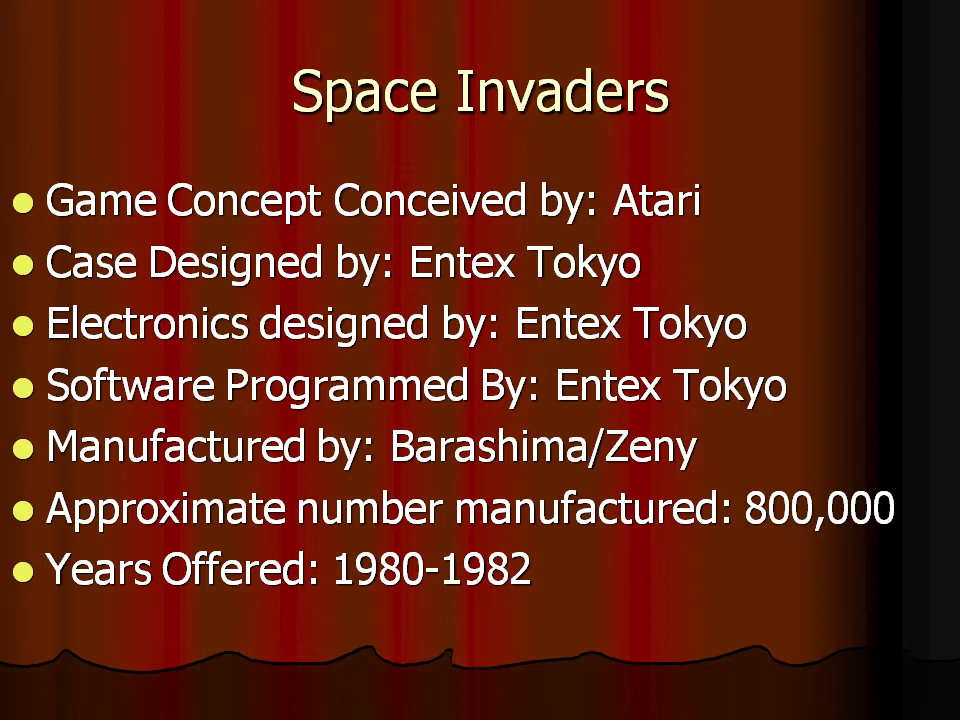 Space Invaders
Game Concept Conceived by: Atari
Case Designed by: Entex Tokyo
Electronics designed by: Entex Tokyo
Software Programmed By: Entex Tokyo
Manufactured by: Barashima/Zeny
Approximate number manufactured: 800,000
Years Offered: 1980-1982